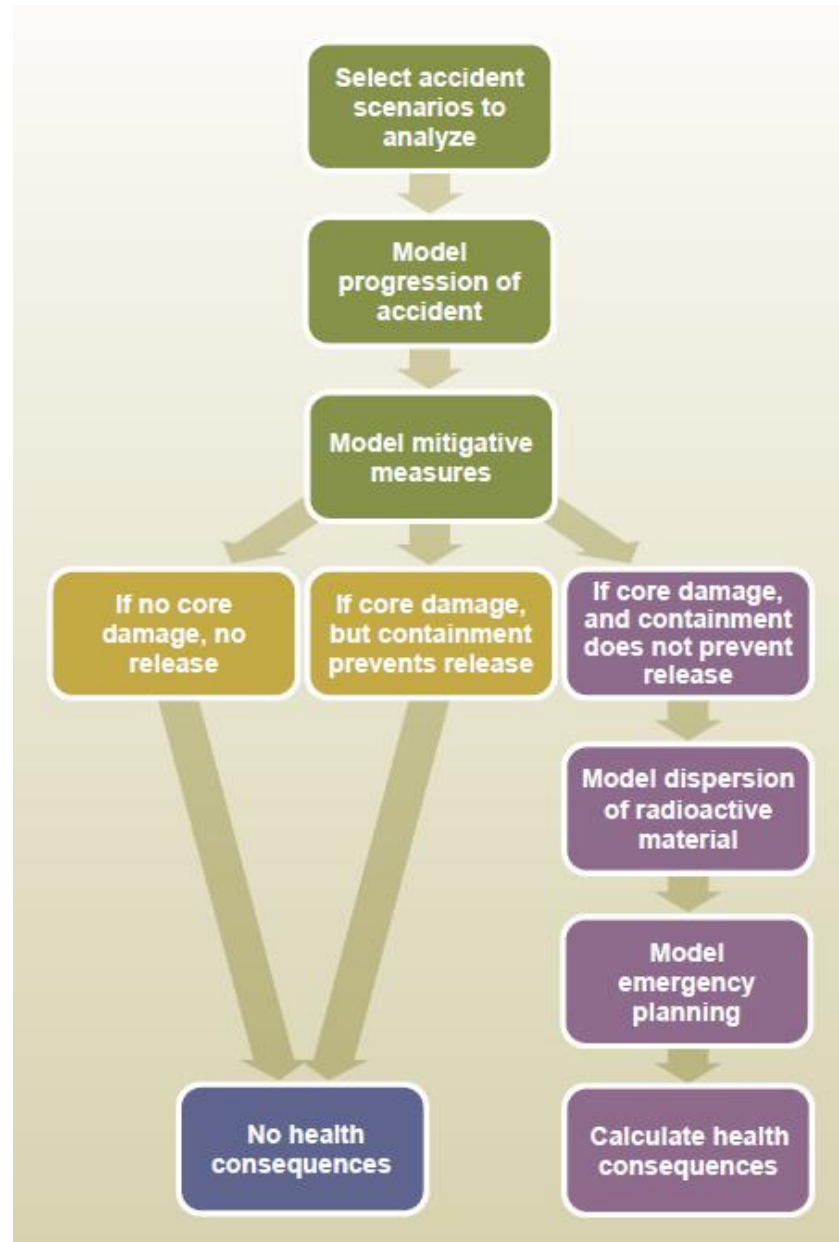 Select accident
scenarios to
analyze
Model
progression of
accident
Model mitigative
measures
If no core
damage, no
release
If core damage,
but containment
prevents release
If core damage,
and containment
does not prevent
release
Model dispersion
of radioactive
material
Model
emergency
planning
No health
consequences
Calculate health
consequences